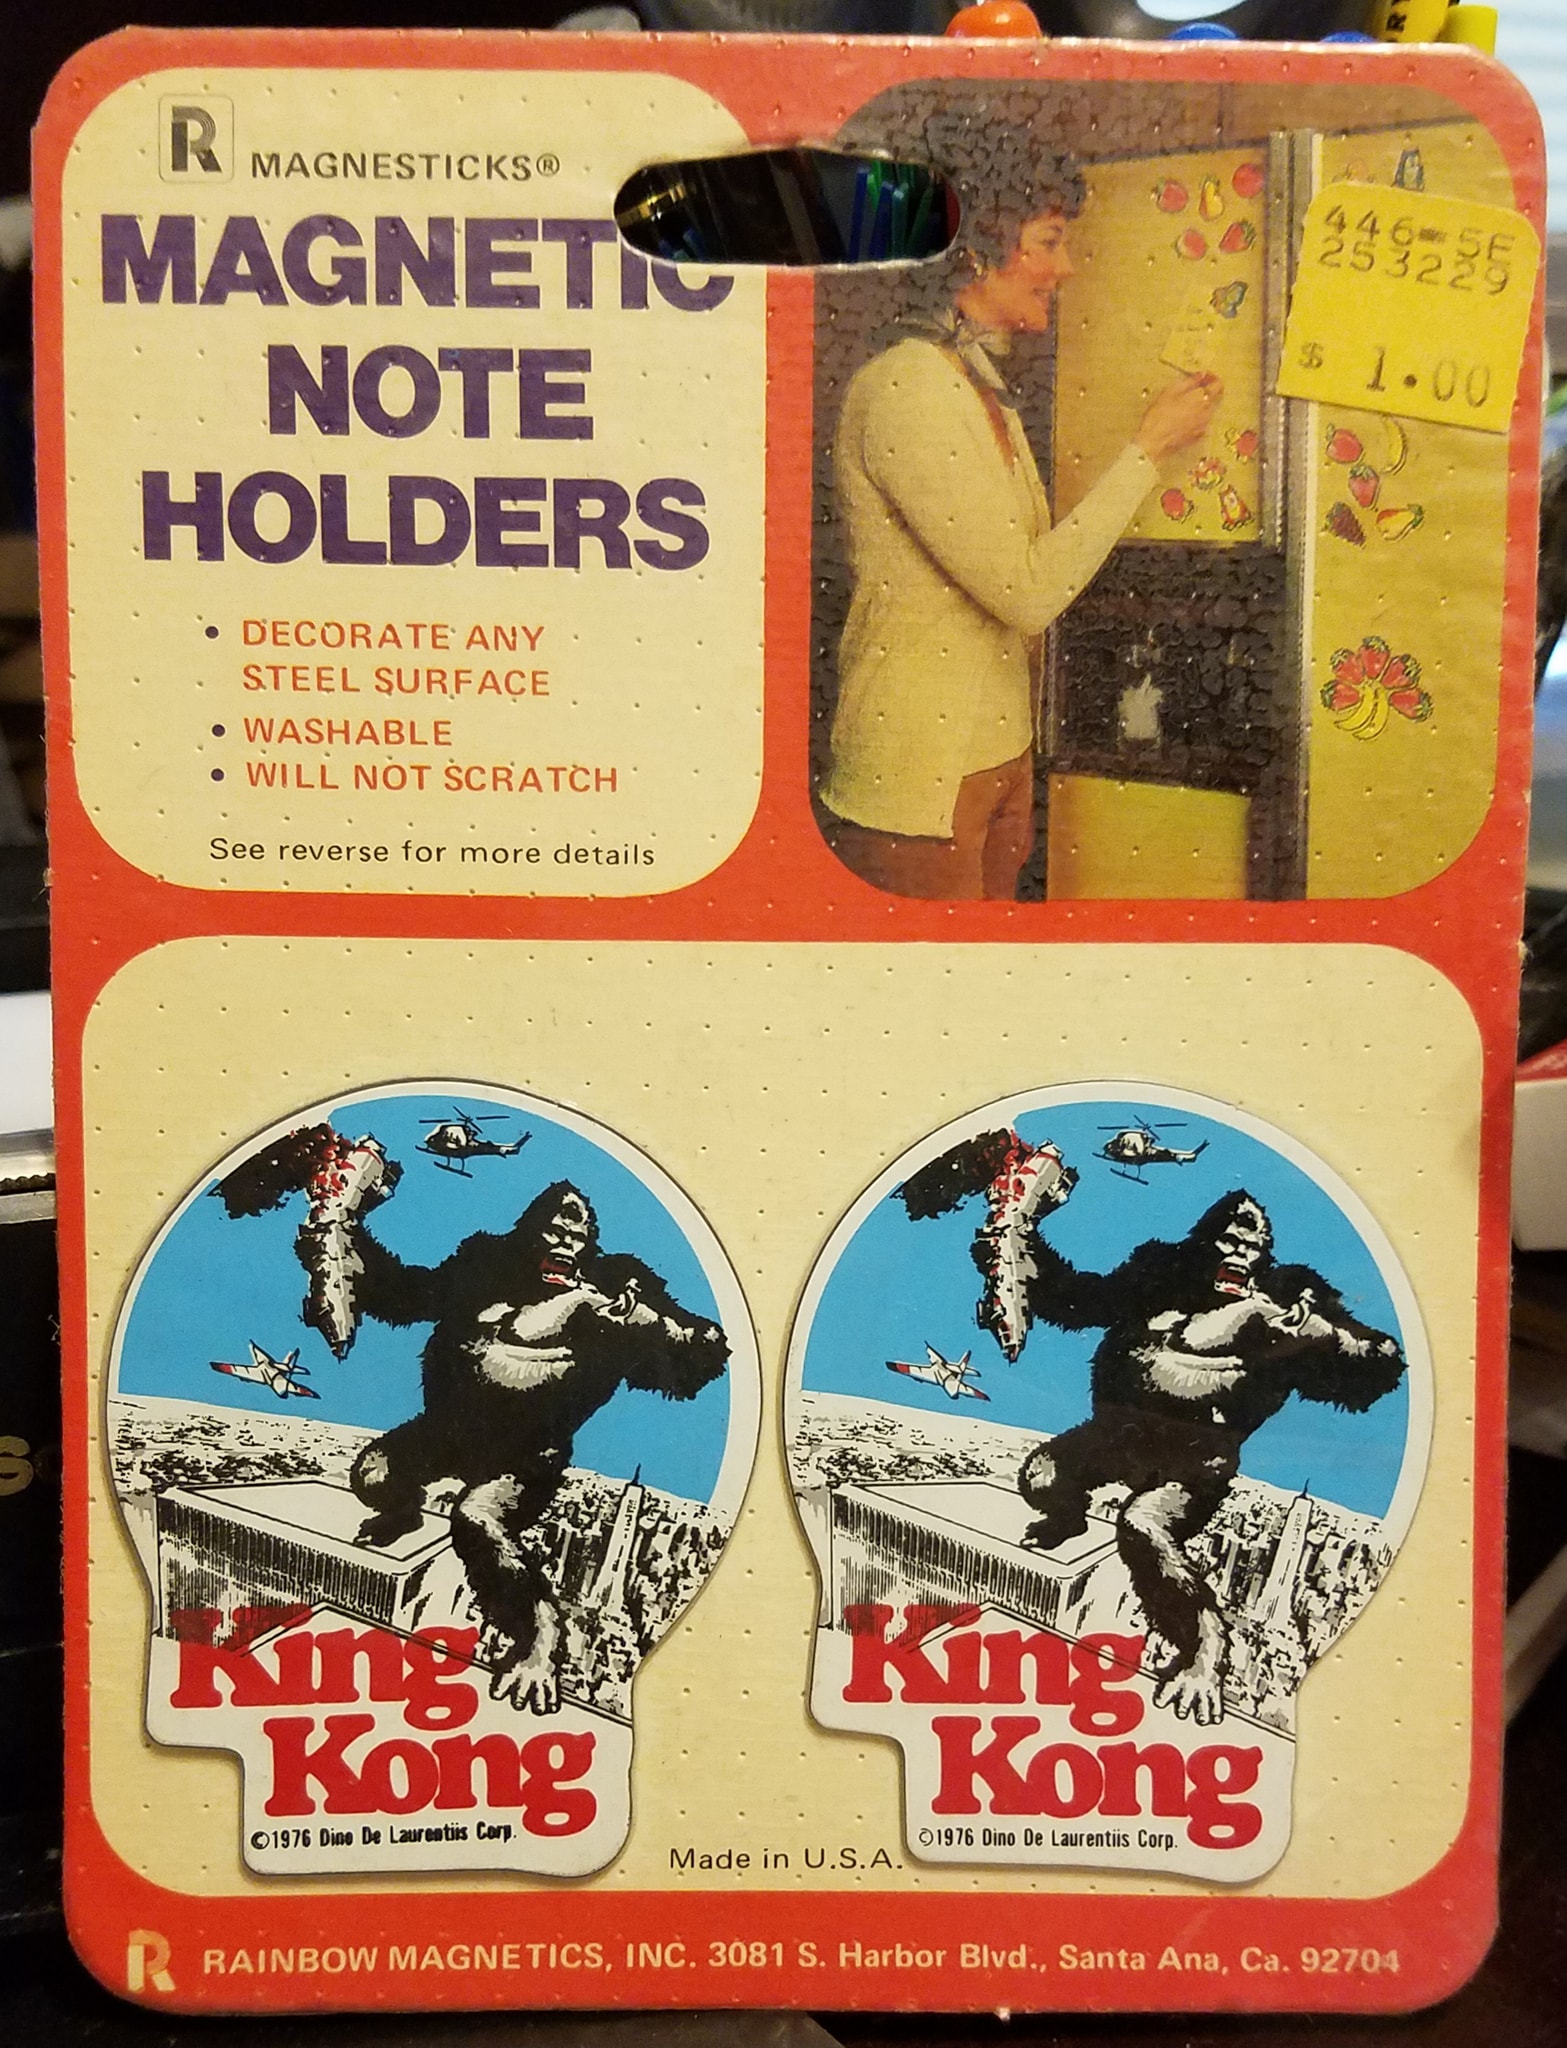 R MAGNESTICKS®
MAGNETIC
NOTE
HOLDERS
• DECORATE ANY
STEEL SURFACE
• WASHABLE
• WILL NOT SCRATCH
See reverse for more details
446-SF
253229
$ 1.00
King
Kong
©1976 Dino De Laurentiis Corp.
King
Kong
©1976 Dino De Laurentiis Corp.
Made in U.S.A.
R RAINBOW MAGNETICS, INC. 3081 S. Harbor Blvd., Santa Ana, Ca. 92704